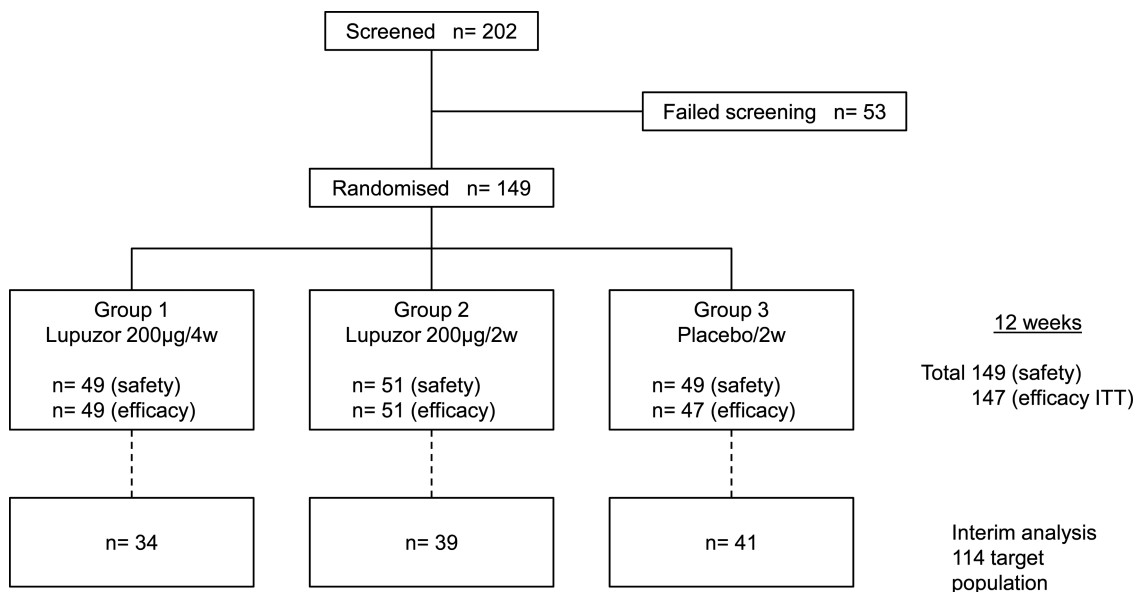 Screened n= 202
Failed screening n= 53
Randomised n= 149
Group 1
Lupuzor 200µg/4w
n= 49 (safety)
n= 49 (efficacy)
Group 2
Lupuzor 200µg/2w
n= 51 (safety)
n= 51 (efficacy)
Group 3
Placebo/2w
n= 49 (safety)
n= 47 (efficacy)
12 weeks
Total 149 (safety)
147 (efficacy ITT)
n= 34
n= 39
n= 41
Interim analysis
114 target
population